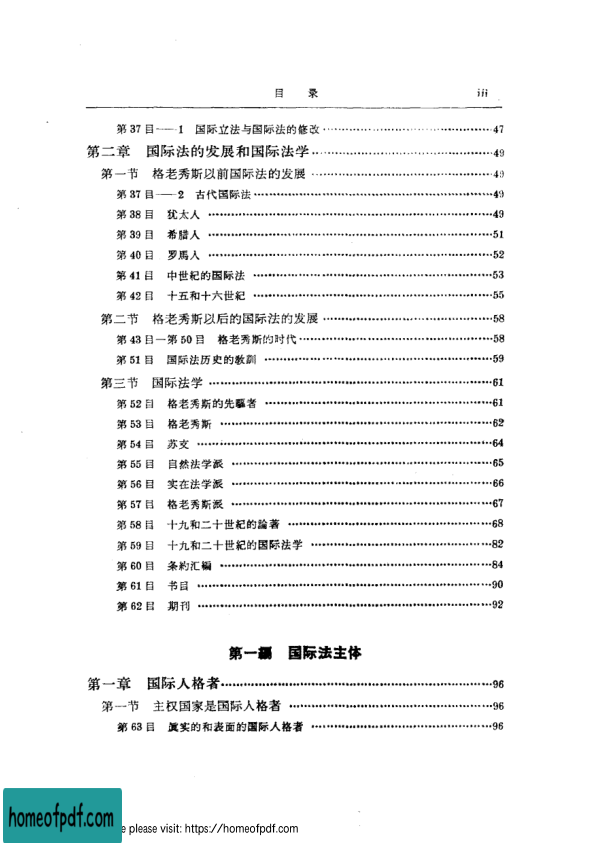 目 录 iii
第 37 目——1 国际立法与国际法的修改 47
第二章 国际法的发展和国际法学 49
第一节 格老秀斯以前国际法的发展 49
第 37 目——2 古代国际法 49
第 38 目 犹太人 49
第 39 目 希腊人 51
第 40 目 罗馬人 52
第 41 目 中世紀的国际法 53
第 42 目 十五和十六世紀 55
第二节 格老秀斯以后的国际法的发展 58
第 43 目—第 50 目 格老秀斯的时代 58
第 51 目 国际法历史的教訓 59
第三节 国际法学 61
第 52 目 格老秀斯的先驅者 61
第 53 目 格老秀斯 62
第 54 目 苏支 64
第 55 目 自然法学派 65
第 56 目 实在法学派 66
第 57 目 格老秀斯派 67
第 58 目 十九和二十世紀的論著 68
第 59 目 十九和二十世紀的国际法学 82
第 60 目 条約汇編 84
第 61 目 书目 90
第 62 目 期刊 92
第一編 国际法主体
第一章 国际人格者 96
第一节 主权国家是国际人格者 96
第 63 目 眞实的和表面的国际人格者 96
homeofpdf.com
e please visit: https://homeofpdf.com